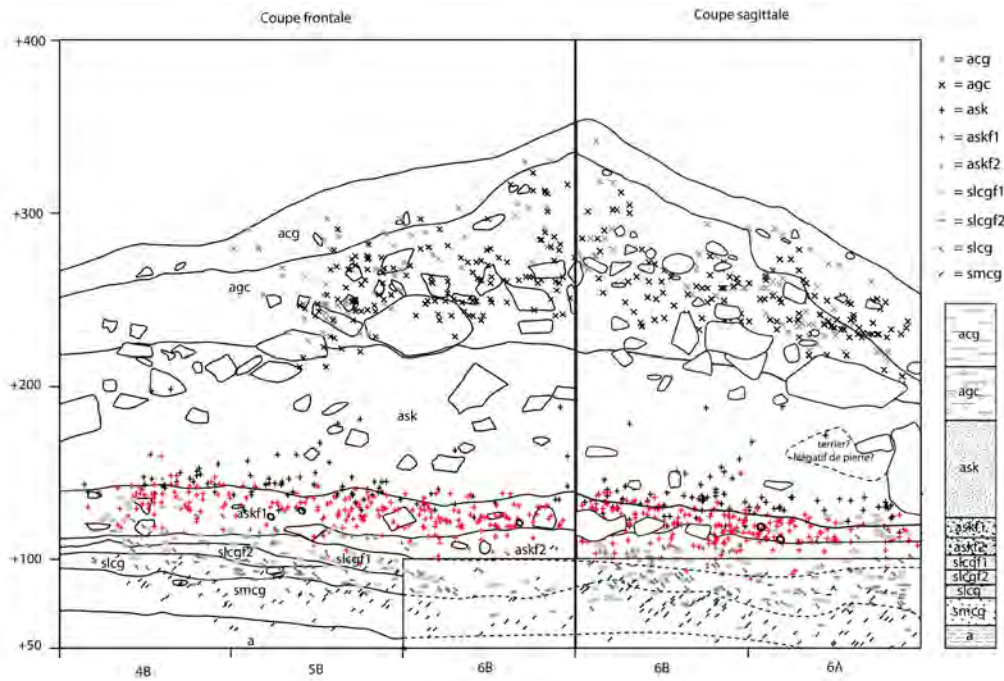 Coupe frontale
Coupe sagittale
+400
+300
+200
+100
+50
= acg
= agc
= ask
= askf1
= askf2
= slcgf1
= slcgf2
= slcg
= smcg
acg
agc
ask
askf1
askf2
slcgf2
slcgf1
slcg
smcg
a
terrier?
Négatif de pierre?
acg
agc
ask
askf1
askf2
slcgf1
slcgf2
slcg
smcg
a
4B
5B
6B
6B
6A